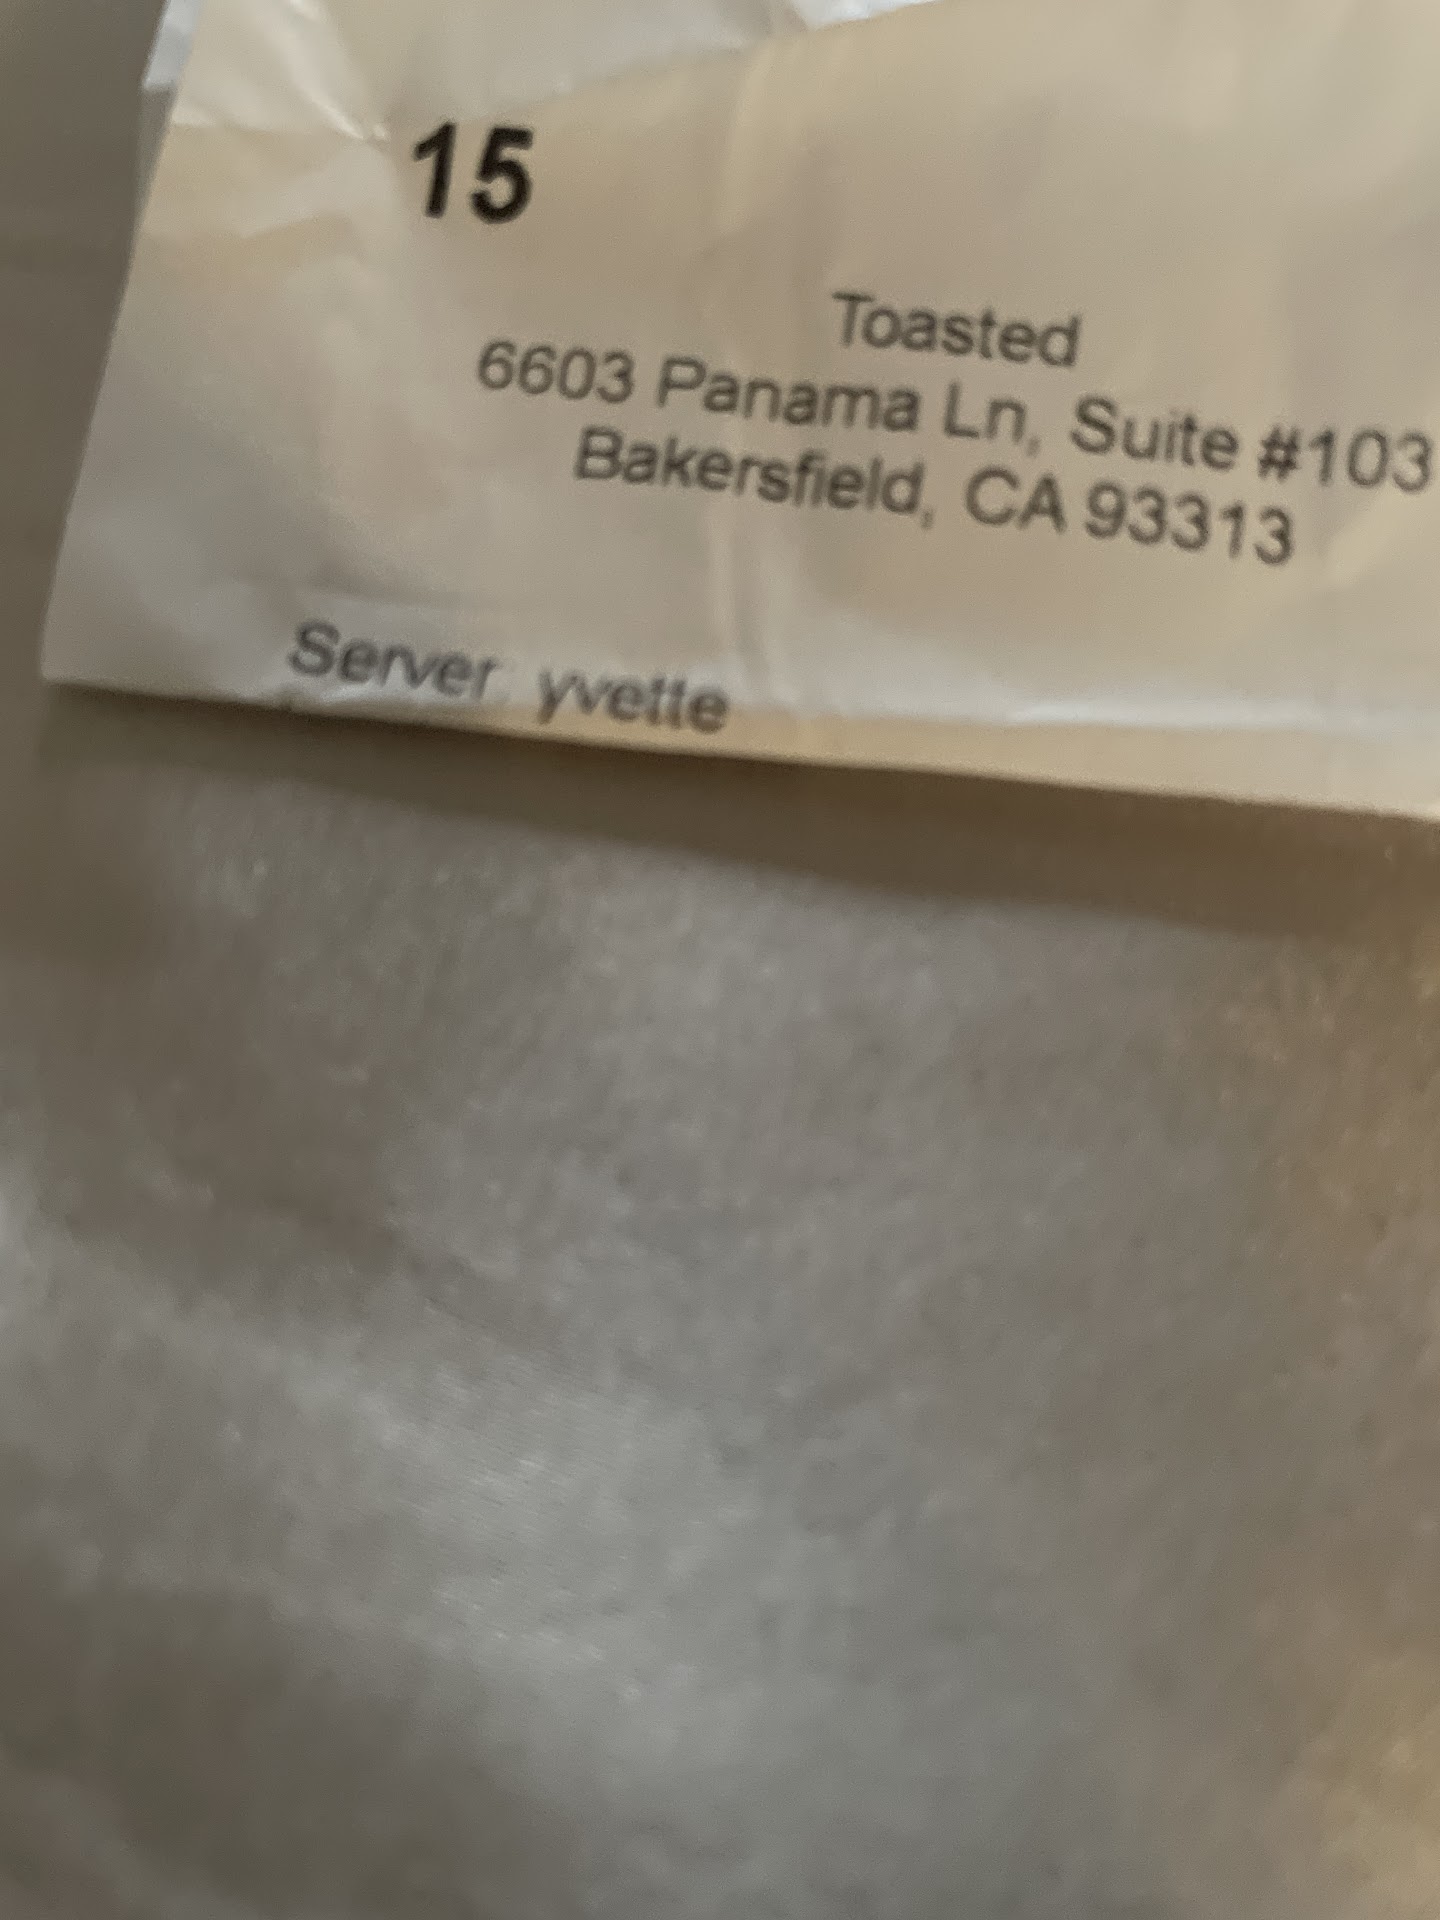 15
Toasted
6603 Panama Ln, Suite #103
Bakersfield, CA 93313
Server yvette